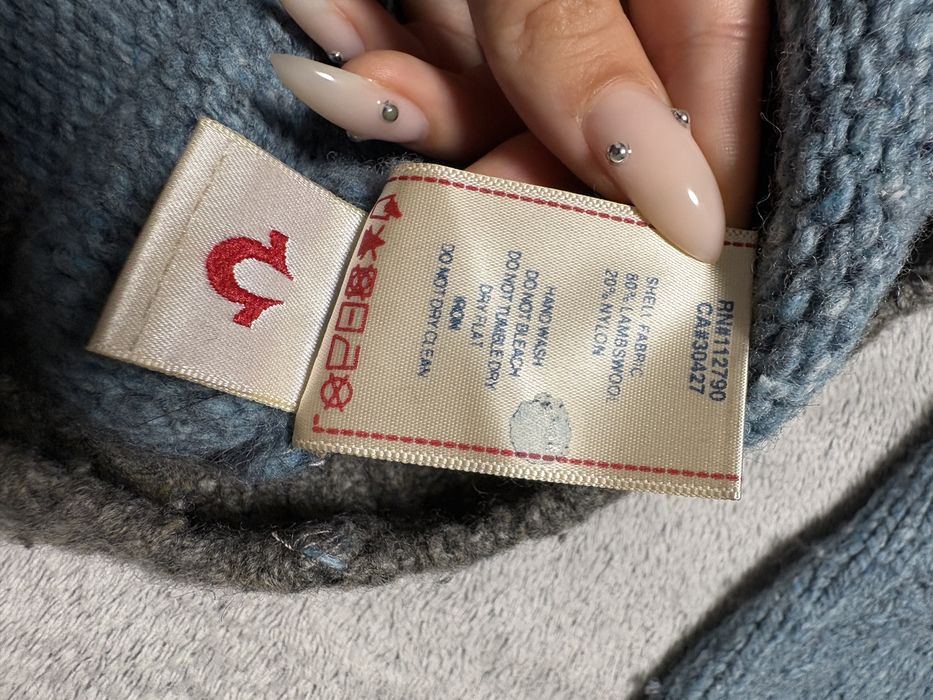 RN#112790
CA#30427
SHELL FABRIC:
80% LAMBSWOOL
20% NYLON
HAND WASH
DO NOT BLEACH
DO NOT TUMBLE DRY
DRY FLAT
IRON
DO NOT DRY CLEAN